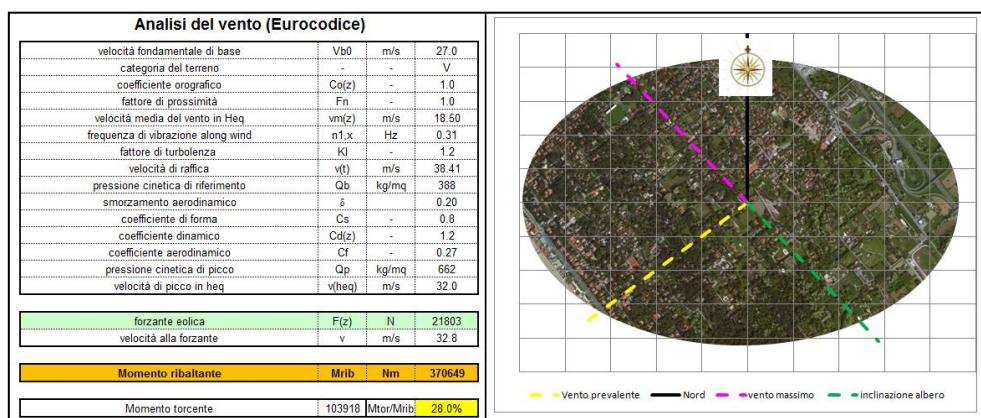 Analisi del vento (Eurocodice)
velocità fondamentale di base Vb0 m/s 27.0
categoria del terreno - - V
coefficiente orografico Co(z) - 1.0
fattore di prossimità Fn - 1.0
velocità media del vento in Heq vm(z) m/s 18.50
frequenza di vibrazione along wind n1,x Hz 0.31
fattore di turbolenza Kl - 1.2
velocità di raffica v(t) m/s 38.41
pressione cinetica di riferimento Qb kg/mq 388
smorzamento aerodinamico δ 0.20
coefficiente di forma Cs - 0.8
coefficiente dinamico Cd(z) - 1.2
coefficiente aerodinamico Cf - 0.27
pressione cinetica di picco Qp kg/mq 662
velocità di picco in heq v(heq) m/s 32.0
forzante eolica F(z) N 21803
velocità alla forzante v m/s 32.8
Momento ribaltante Mrib Nm 370649
Momento torcente 103918 Mtor/Mrib 28.0%
Vento prevalente Nord vento massimo inclinazione albero